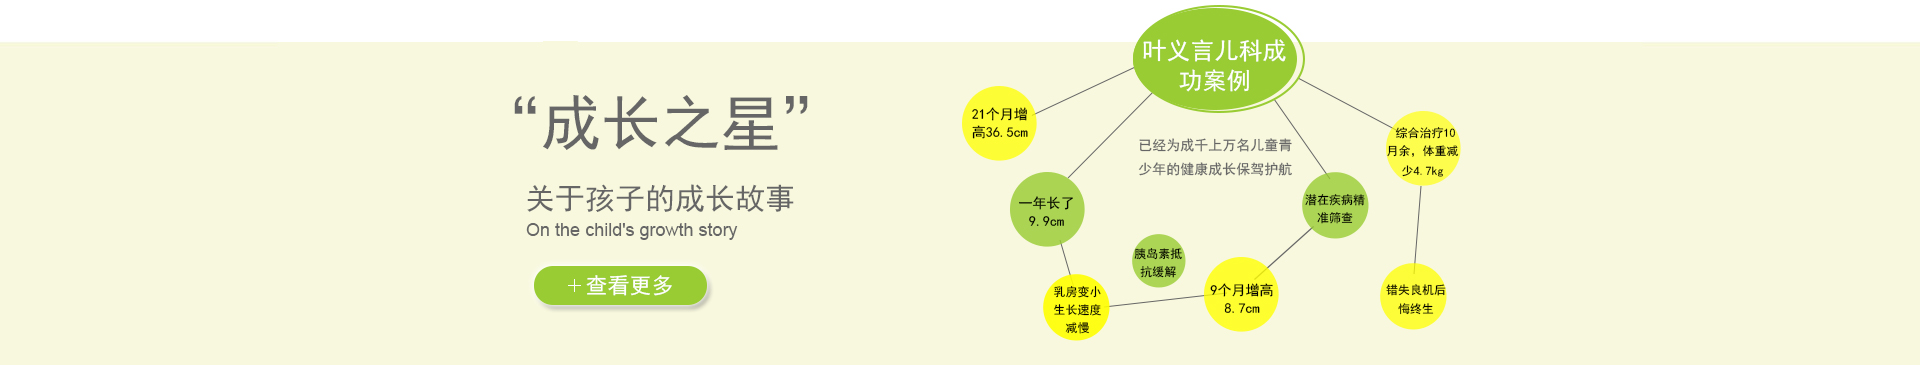 “成长之星”
关于孩子的成长故事
On the child's growth story
+查看更多
叶义言儿科成
功案例
21个月增
高36.5cm
已经为成千上万名儿童青
少年的健康成长保驾护航
综合治疗10
月余，体重减
少4.7kg
一年长了
9.9cm
潜在疾病精
准筛查
胰岛素抵
抗缓解
乳房变小
生长速度
减慢
9个月增高
8.7cm
错失良机后
悔终生